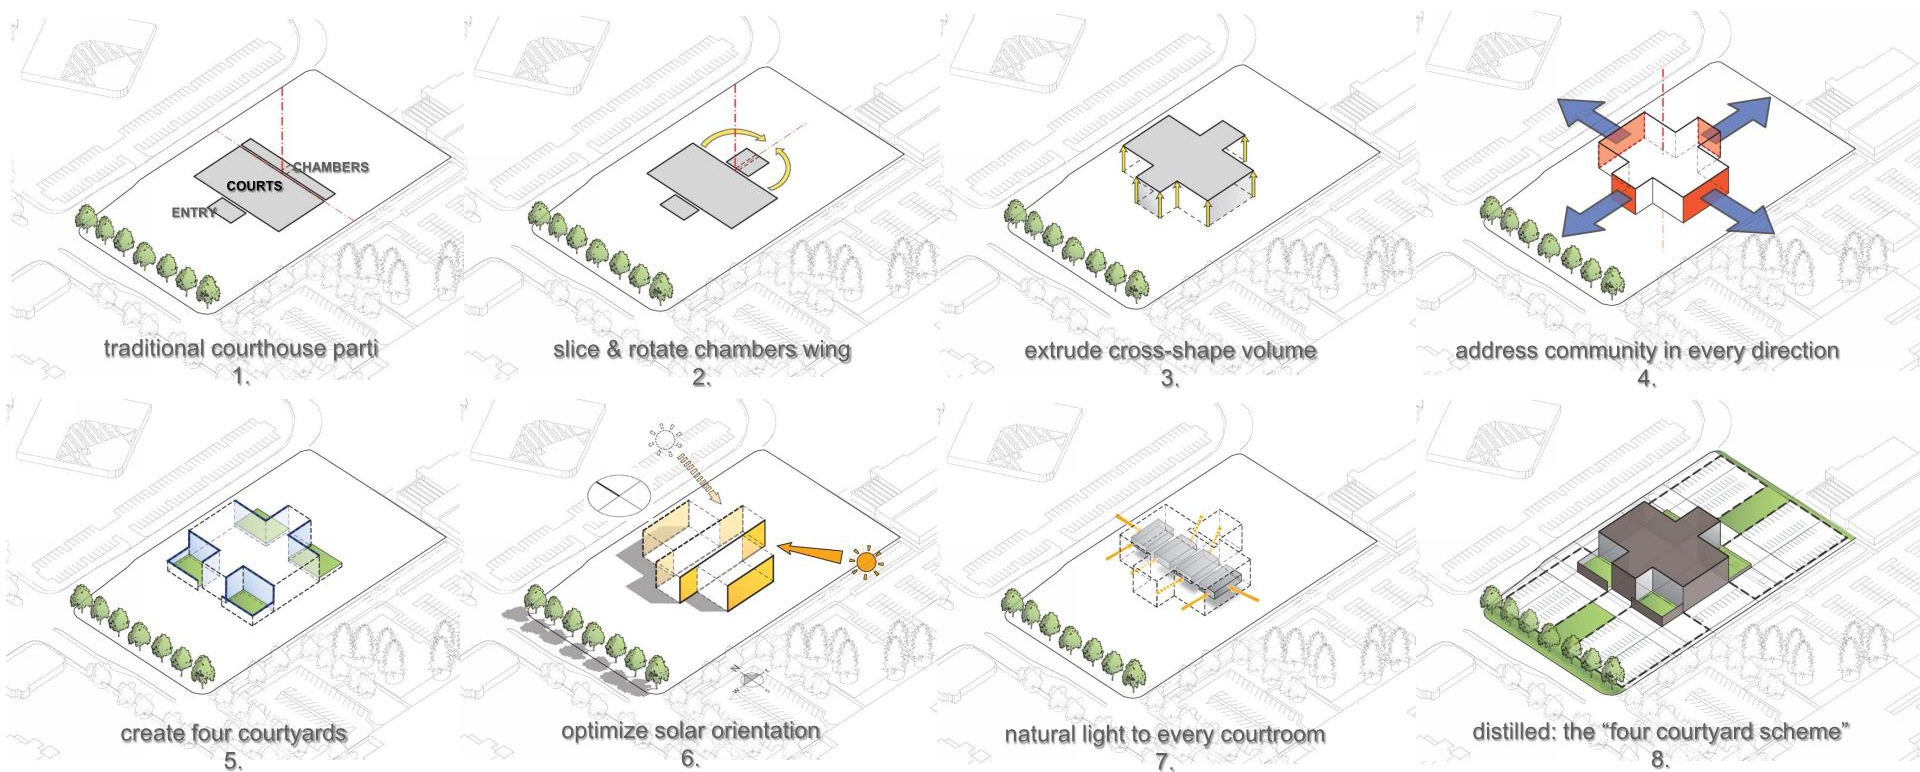 CHAMBERS
COURTS
ENTRY
traditional courthouse parti
1.
slice & rotate chambers wing
2.
extrude cross-shape volume
3.
address community in every direction
4.
create four courtyards
5.
N
optimize solar orientation
6.
natural light to every courtroom
7.
distilled: the “four courtyard scheme”
8.